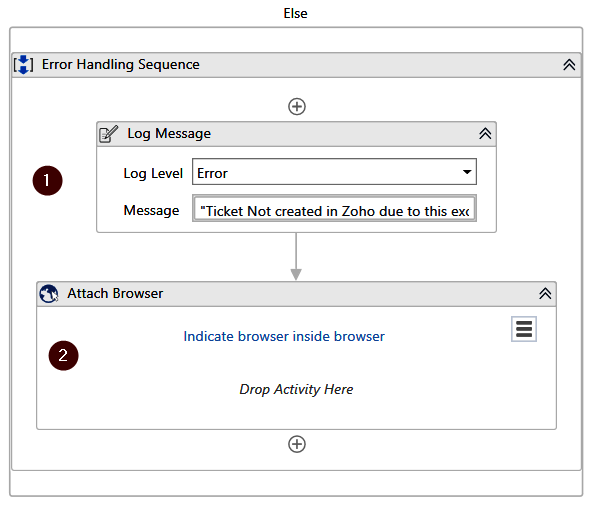 Else
Error Handling Sequence
Log Message
1
Log Level Error
Message "Ticket Not created in Zoho due to this exc
Attach Browser
Indicate browser inside browser
2
Drop Activity Here